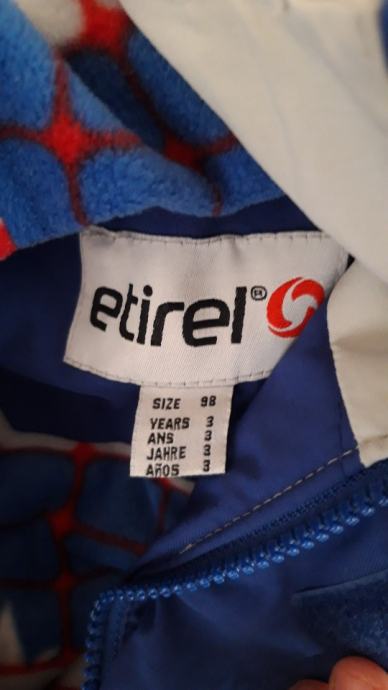 etirel®
SIZE 98
YEARS 3
ANS 3
JAHRE 3
AÑOS 3